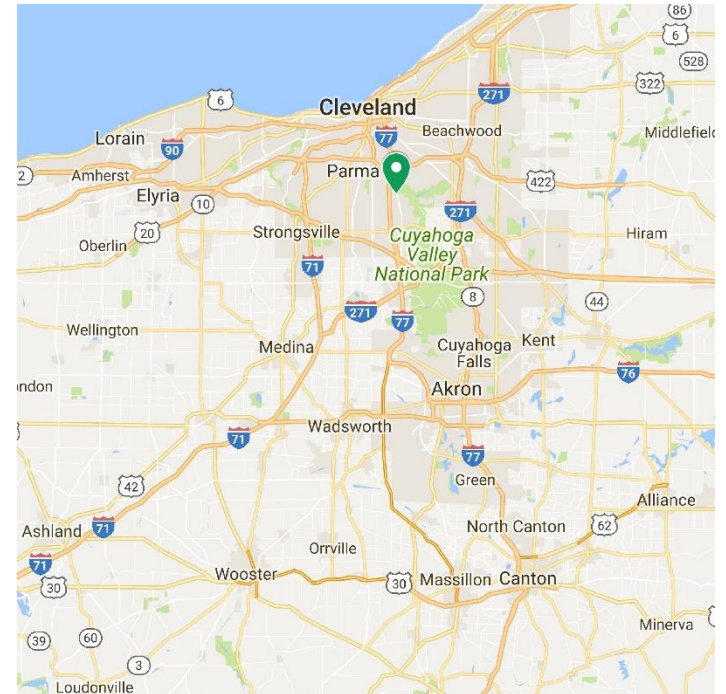 86
6
528
322
271
6
Cleveland
77
Beachwood
Middlefield
Lorain
90
Parma
2
Amherst
422
Elyria
10
271
20
Strongsville
Hiram
Oberlin
Cuyahoga
Valley
National Park
71
8
44
271
77
Wellington
Medina
Cuyahoga
Falls
Kent
76
ondon
Akron
Wadsworth
71
77
42
Green
Alliance
71
North Canton
62
Ashland
Orrville
71
Wooster
30
Massillon
Canton
30
Minerva
39
60
3
Loudonville